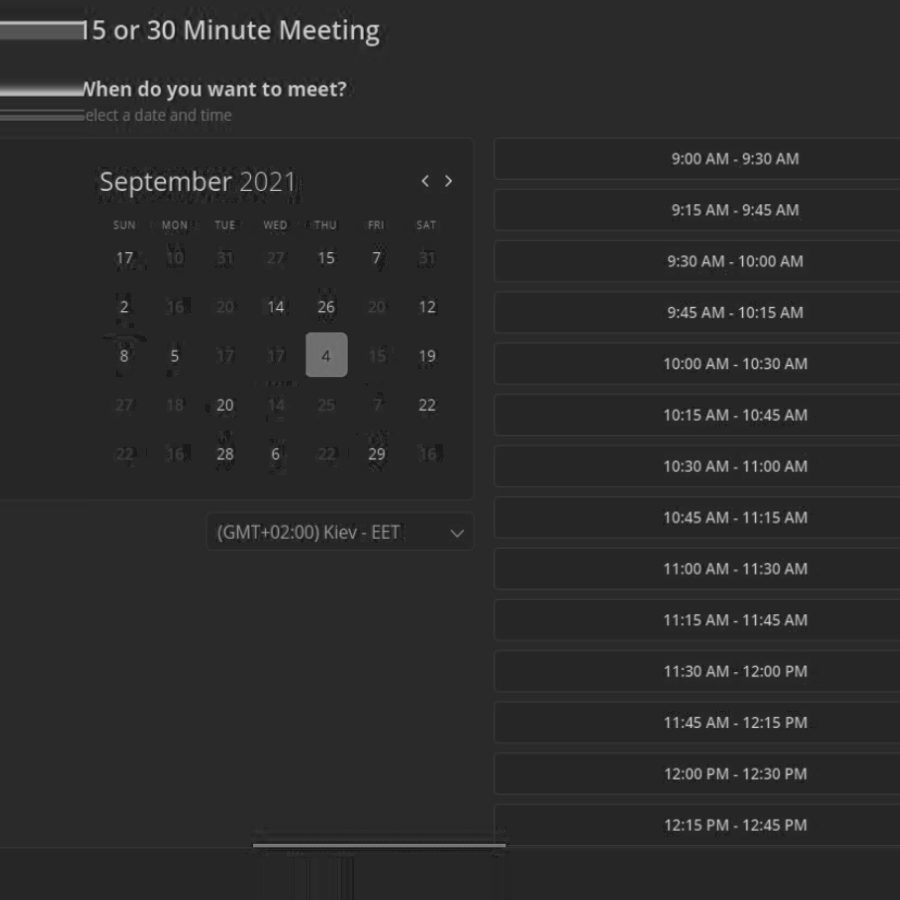 15 or 30 Minute Meeting
When do you want to meet?
elect a date and time
September 2021
SUN MON TUE WED THU FRI SAT
17 10 31 27 15 7 31
2 16 20 14 26 20 12
8 5 17 17 4 15 19
27 18 20 14 25 7 22
22 16 28 6 22 29 16
(GMT+02:00) Kiev - EET
9:00 AM - 9:30 AM
9:15 AM - 9:45 AM
9:30 AM - 10:00 AM
9:45 AM - 10:15 AM
10:00 AM - 10:30 AM
10:15 AM - 10:45 AM
10:30 AM - 11:00 AM
10:45 AM - 11:15 AM
11:00 AM - 11:30 AM
11:15 AM - 11:45 AM
11:30 AM - 12:00 PM
11:45 AM - 12:15 PM
12:00 PM - 12:30 PM
12:15 PM - 12:45 PM